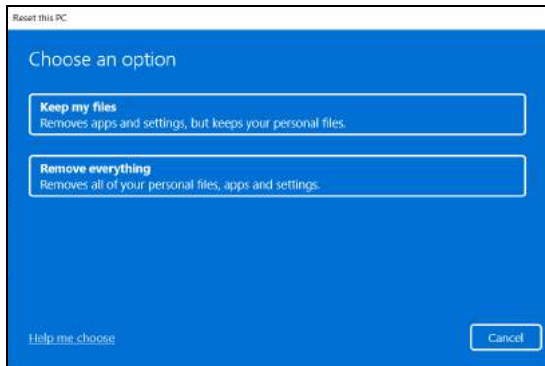 Reset this PC
Choose an option
Keep my files
Removes apps and settings, but keeps your personal files.
Remove everything
Removes all of your personal files, apps and settings.
Help me choose
Cancel